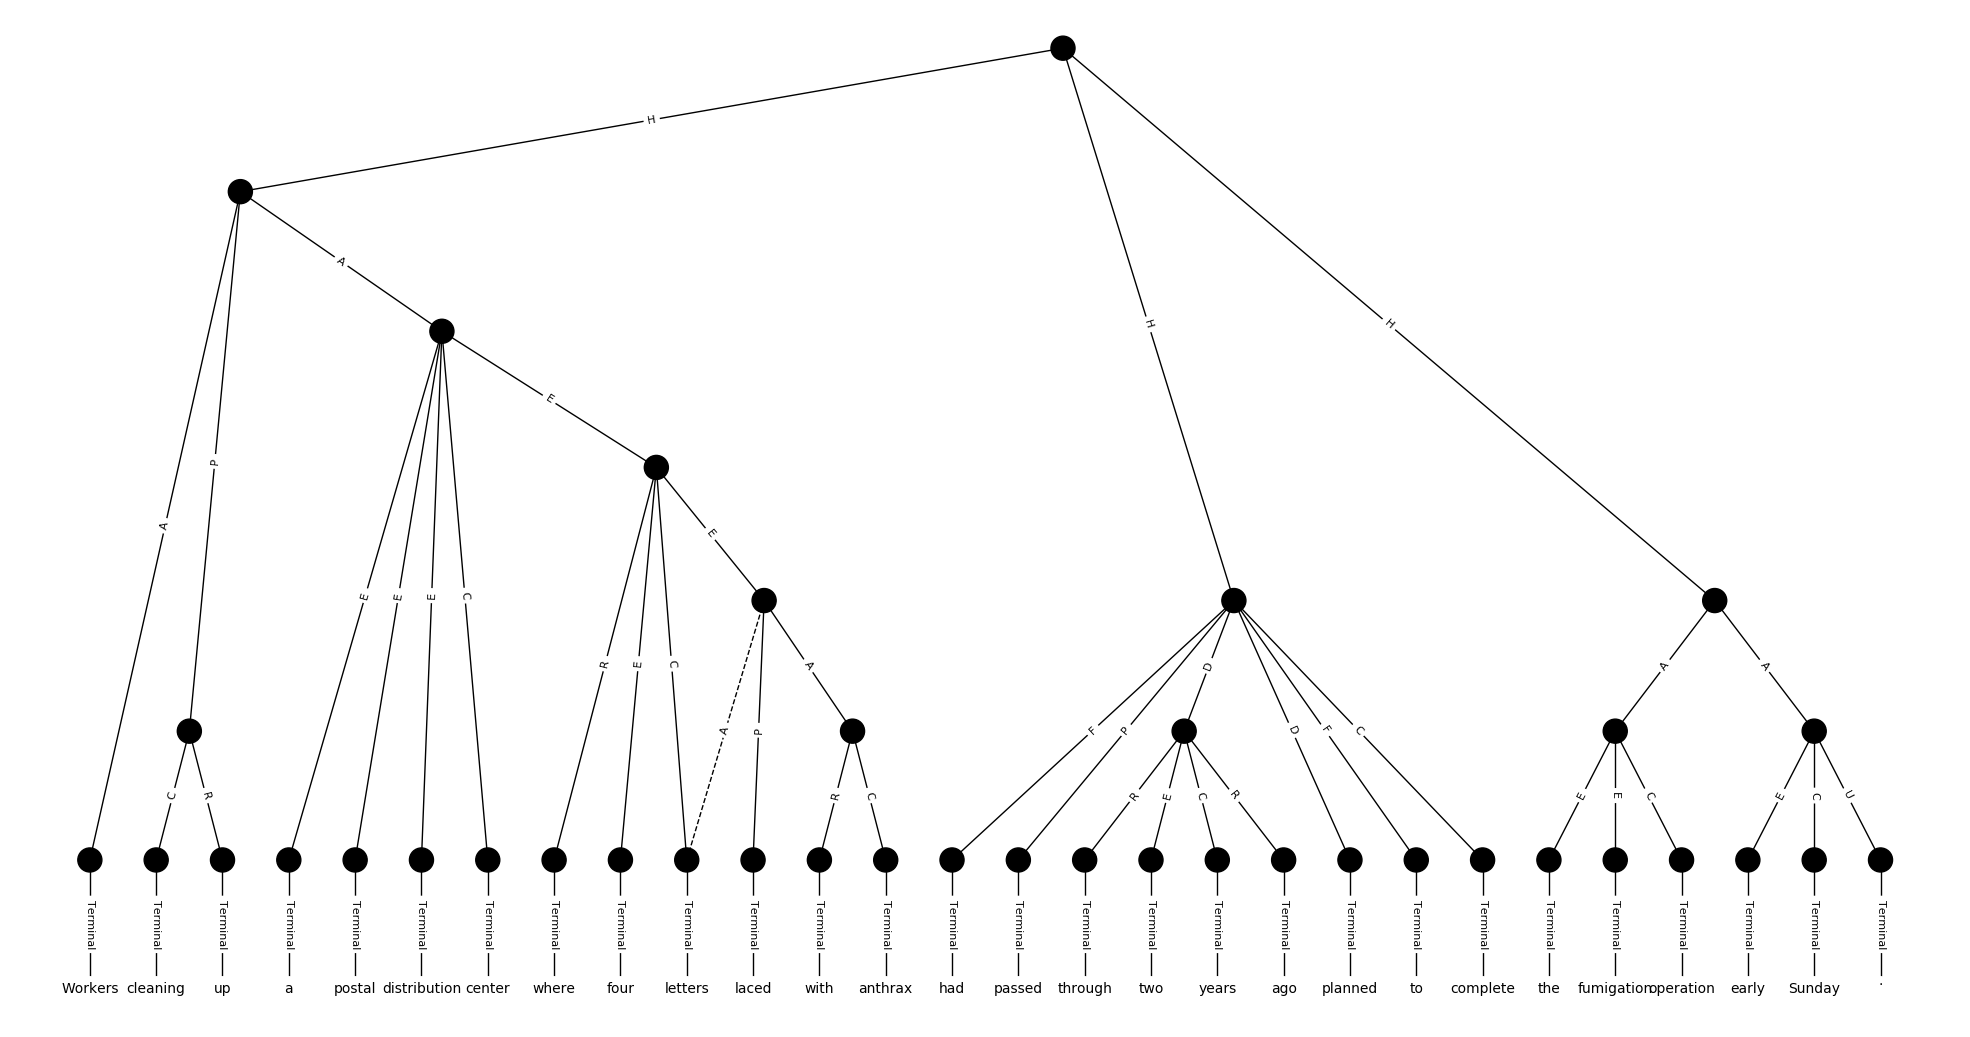 H
A
A P H H
E
A E
E E E E C
R E C A
A A
D
A P F P D F C
C R R C R E C R E E C E C U
Terminal Terminal Terminal Terminal Terminal Terminal Terminal Terminal Terminal Terminal Terminal Terminal Terminal Terminal Terminal Terminal Terminal Terminal Terminal Terminal Terminal Terminal Terminal Terminal Terminal Terminal Terminal Terminal
Workers cleaning up a postal distribution center where four letters laced with anthrax had passed through two years ago planned to complete the fumigation operation early Sunday .